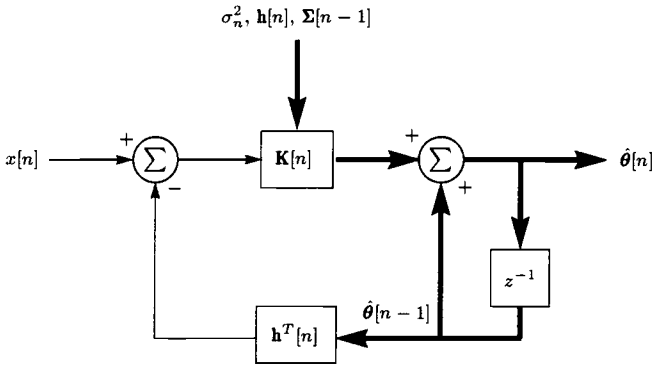 σ_n^2, h[n], Σ[n − 1]
x[n]
+
Σ
−
K[n]
+
Σ
+
θ̂[n]
z^{−1}
θ̂[n − 1]
h^T[n]